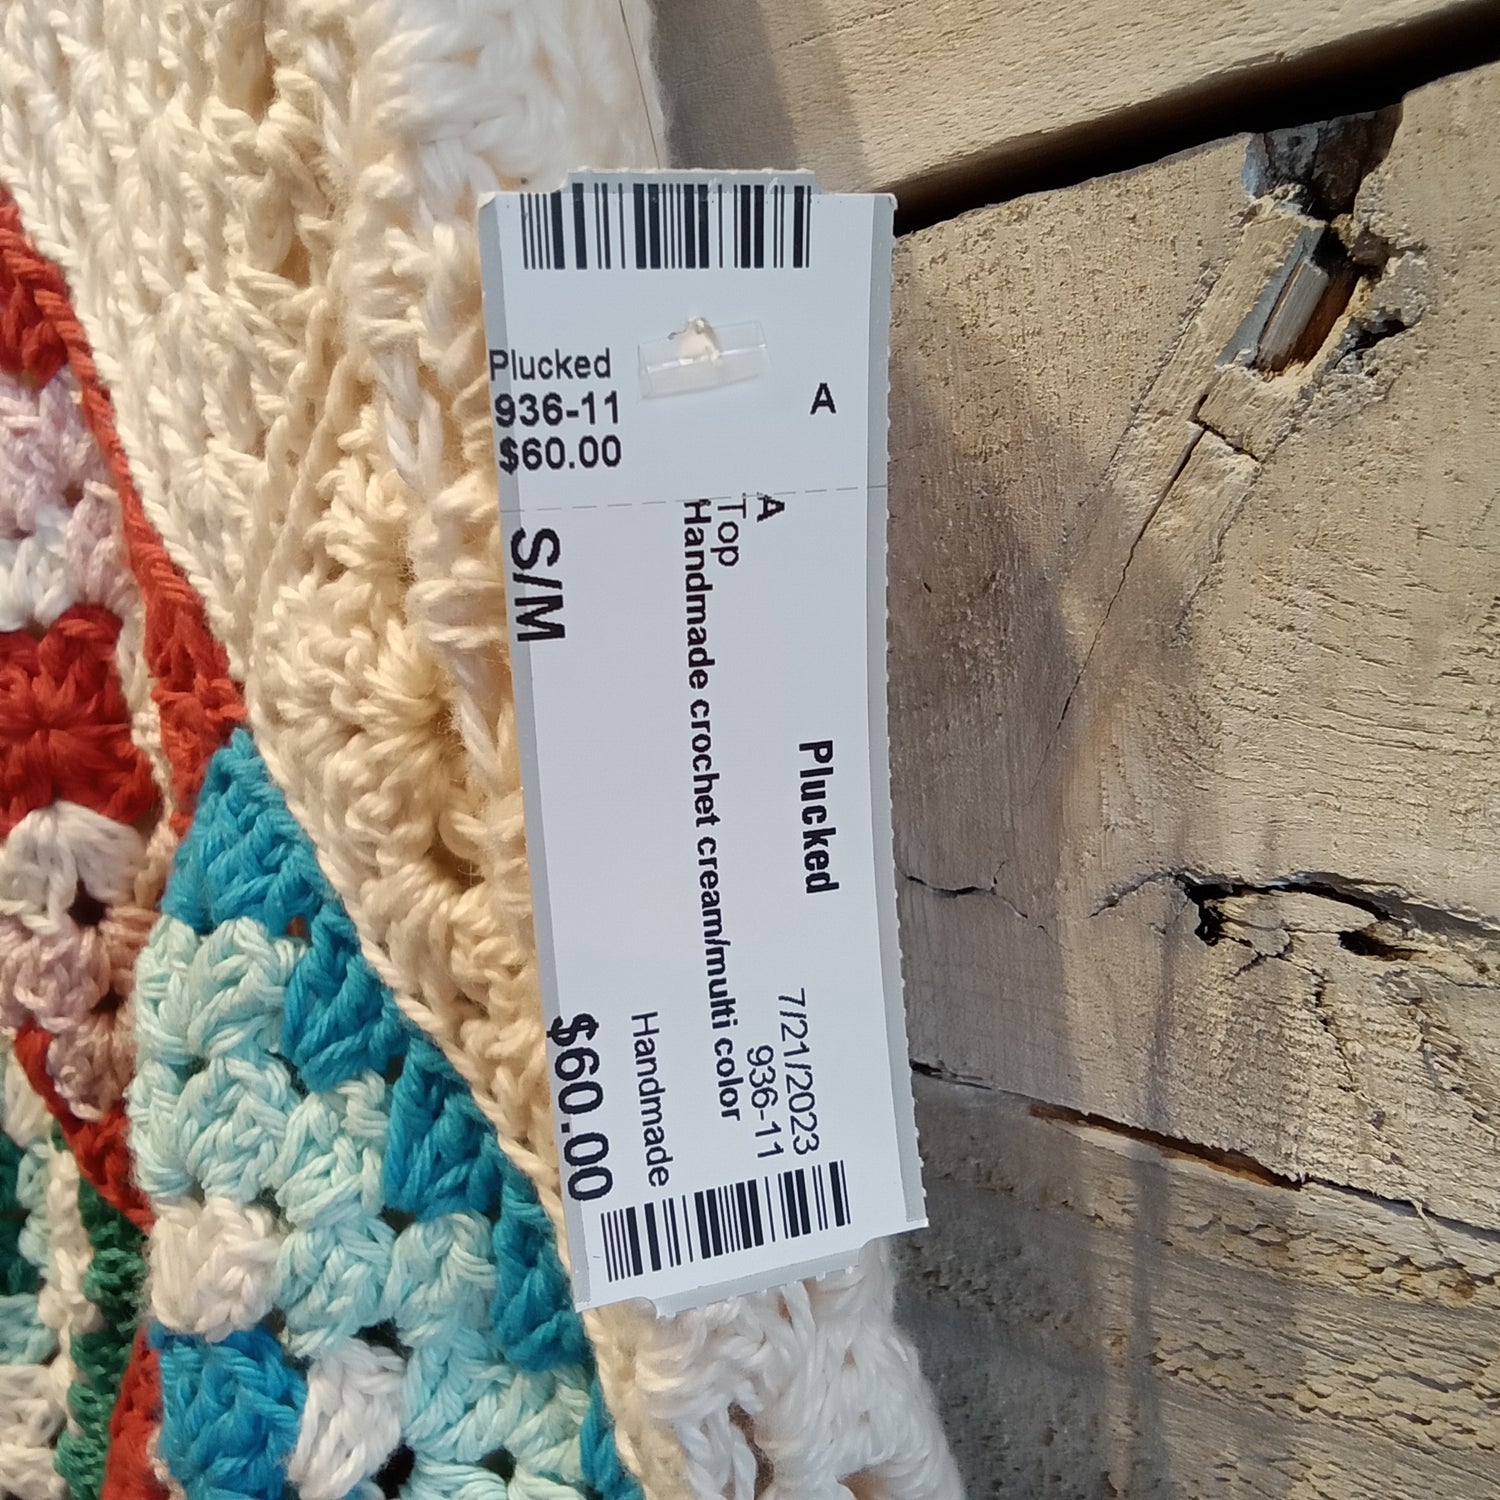 Plucked
936-11
$60.00
A
Plucked
7/21/2023
A
936-11
Top
Handmade crochet cream/multi color
Handmade
S/M
$60.00